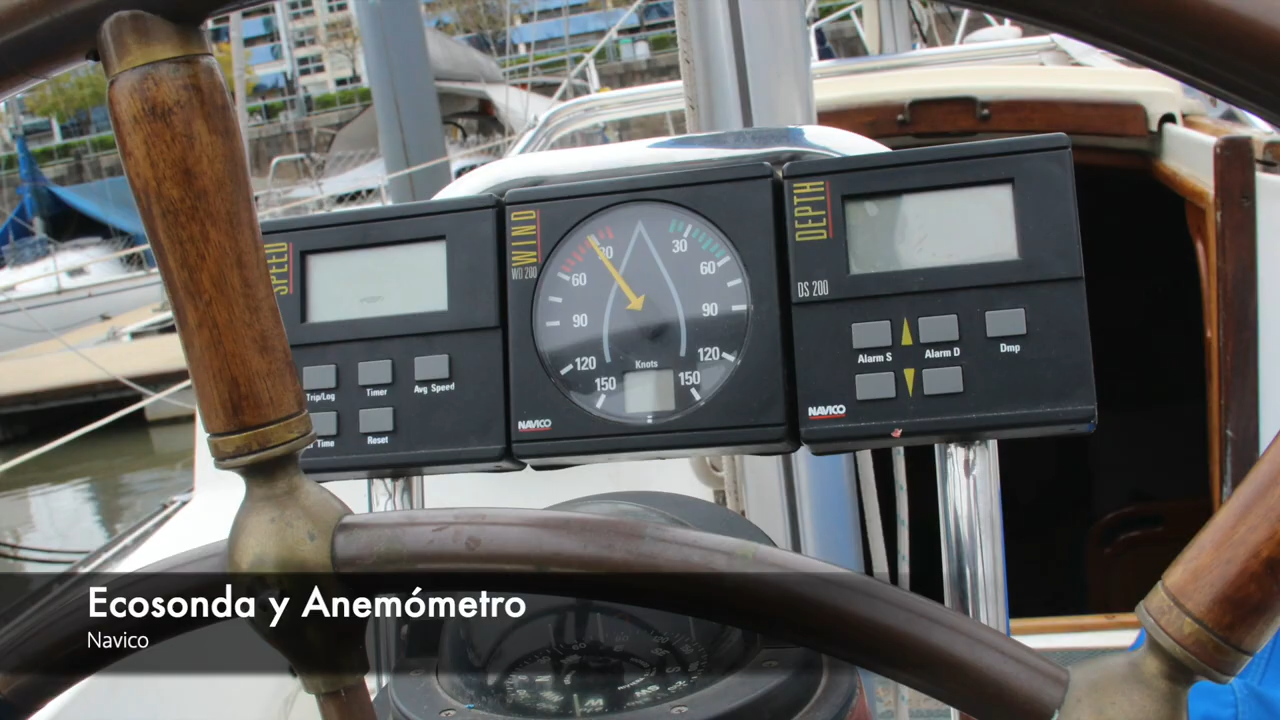 SPEED
Trip/Log
Timer
Avg Speed
Time
Reset
WIND
WD 200
30
60
90
120
150
30
60
90
120
150
Knots
NAVICO
DEPTH
DS 200
Alarm S
Alarm D
Dmp
NAVICO
Ecosonda y Anemómetro
Navico